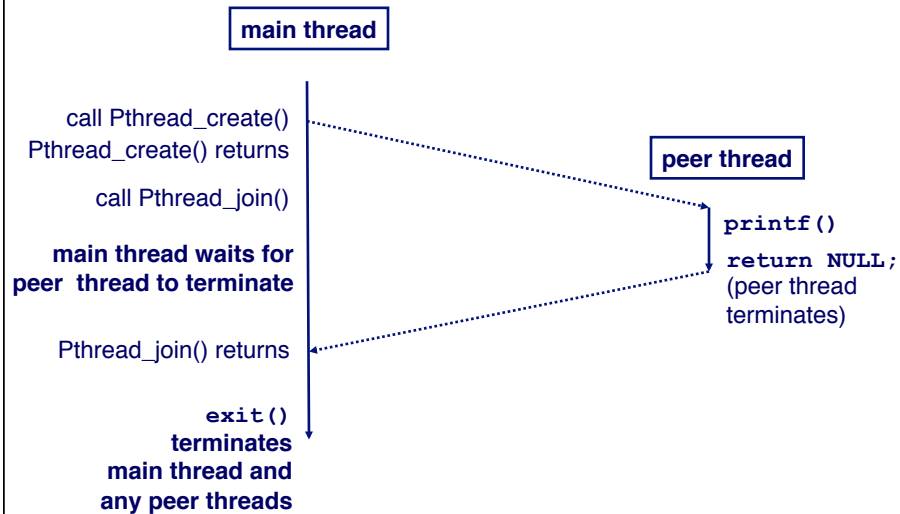 main thread
call Pthread_create()
Pthread_create() returns
peer thread
call Pthread_join()
printf()
main thread waits for
peer thread to terminate
return NULL;
(peer thread
terminates)
Pthread_join() returns
exit()
terminates
main thread and
any peer threads